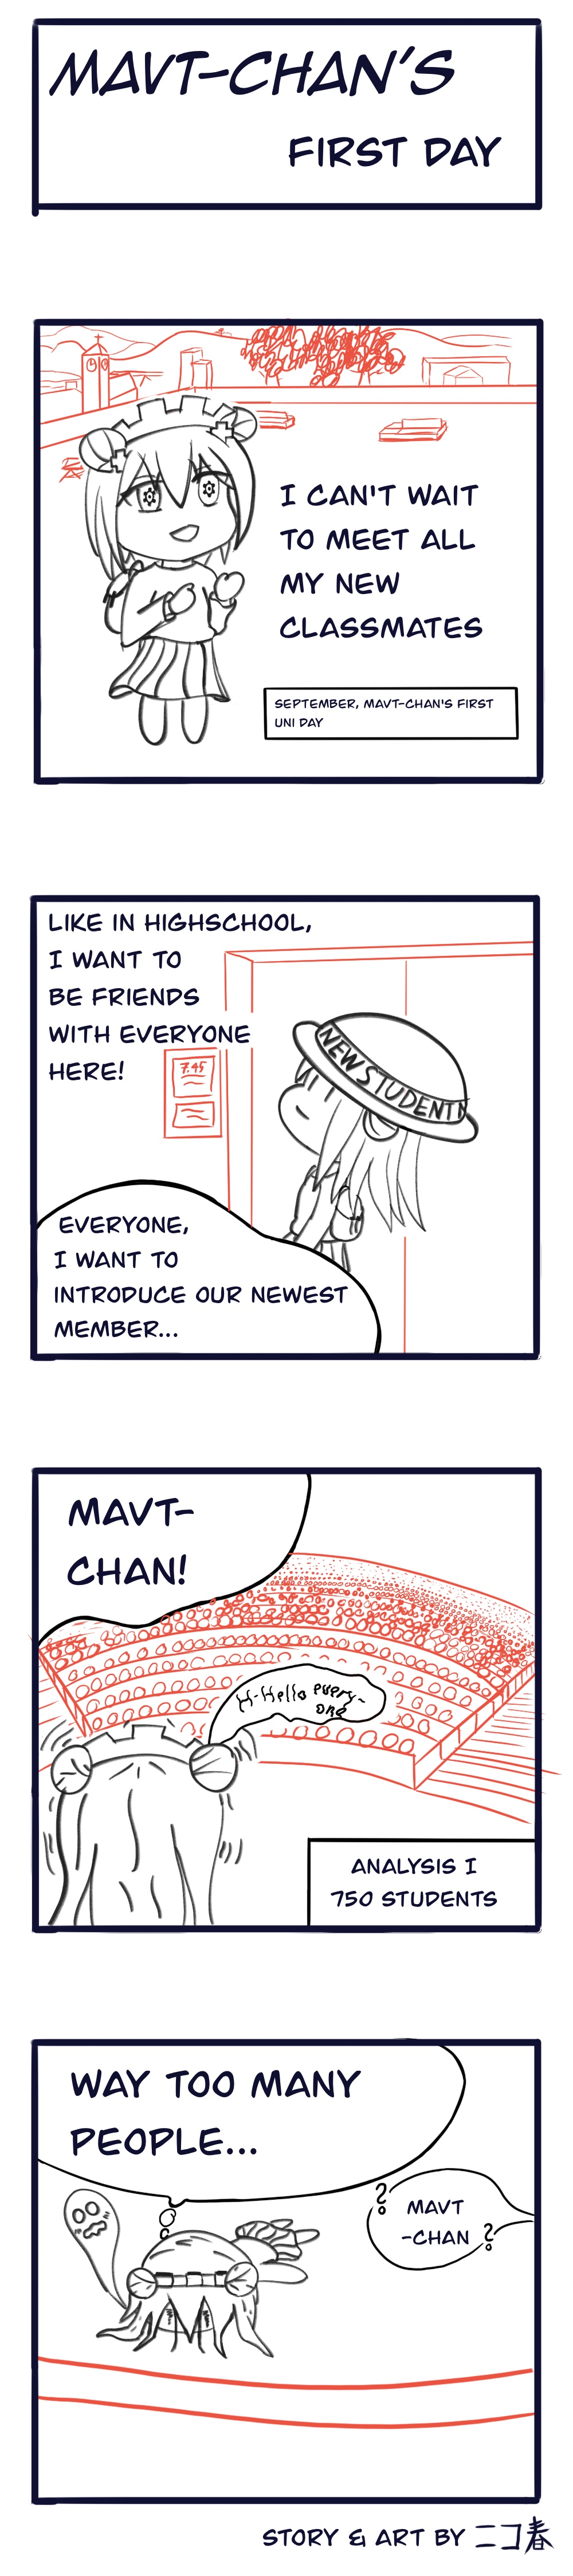 MAVT-CHAN'S
FIRST DAY
I CAN'T WAIT
TO MEET ALL
MY NEW
CLASSMATES
SEPTEMBER, MAVT-CHAN'S FIRST
UNI DAY
LIKE IN HIGHSCHOOL,
I WANT TO
BE FRIENDS
WITH EVERYONE
HERE!
7.45
NEW STUDENT!
EVERYONE,
I WANT TO
INTRODUCE OUR NEWEST
MEMBER...
MAVT-
CHAN!
H-Hello every-
one
ANALYSIS I
750 STUDENTS
WAY TOO MANY
PEOPLE...
?
MAVT
-CHAN ?
STORY & ART BY ニコ春